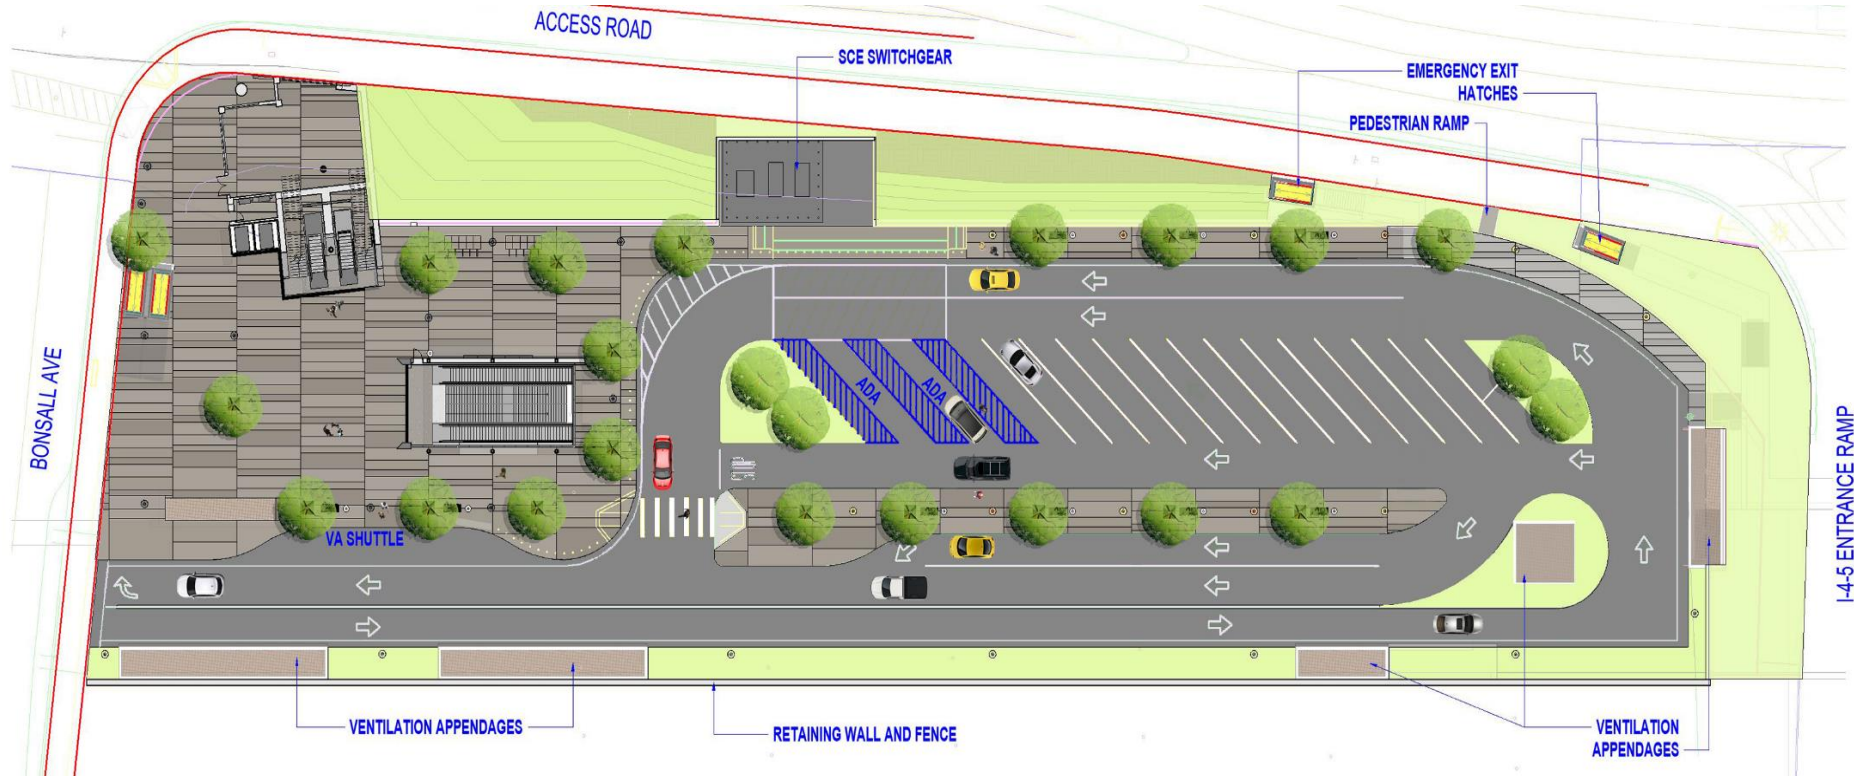 ACCESS ROAD
SCE SWITCHGEAR
EMERGENCY EXIT
HATCHES
PEDESTRIAN RAMP
BONSALL AVE
ADA
ADA
VA SHUTTLE
I-4-5 ENTRANCE RAMP
VENTILATION APPENDAGES
RETAINING WALL AND FENCE
VENTILATION
APPENDAGES